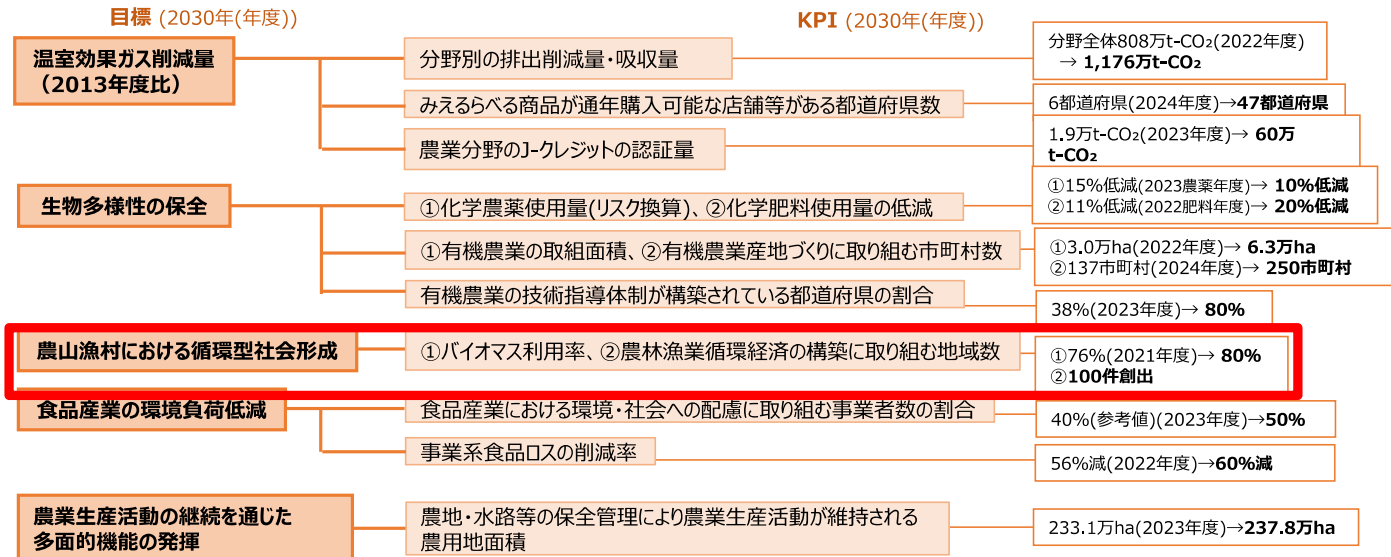 目標 (2030年(年度))
KPI (2030年(年度))
温室効果ガス削減量
（2013年度比）
分野別の排出削減量・吸収量
分野全体808万t-CO₂(2022年度)
→ 1,176万t-CO₂
みえるらべる商品が通年購入可能な店舗等がある都道府県数
6都道府県(2024年度)→47都道府県
農業分野のJ-クレジットの認証量
1.9万t-CO₂(2023年度)→ 60万
t-CO₂
生物多様性の保全
①化学農薬使用量(リスク換算)、②化学肥料使用量の低減
①15%低減(2023農薬年度)→ 10%低減
②11%低減(2022肥料年度)→ 20%低減
①有機農業の取組面積、②有機農業産地づくりに取り組む市町村数
①3.0万ha(2022年度)→ 6.3万ha
②137市町村(2024年度)→ 250市町村
有機農業の技術指導体制が構築されている都道府県の割合
38%(2023年度)→ 80%
農山漁村における循環型社会形成
①バイオマス利用率、②農林漁業循環経済の構築に取り組む地域数
①76%(2021年度)→ 80%
②100件創出
食品産業の環境負荷低減
食品産業における環境・社会への配慮に取り組む事業者数の割合
40%(参考値)(2023年度)→50%
事業系食品ロスの削減率
56%減(2022年度)→60%減
農業生産活動の継続を通じた
多面的機能の発揮
農地・水路等の保全管理により農業生産活動が維持される
農用地面積
233.1万ha(2023年度)→237.8万ha